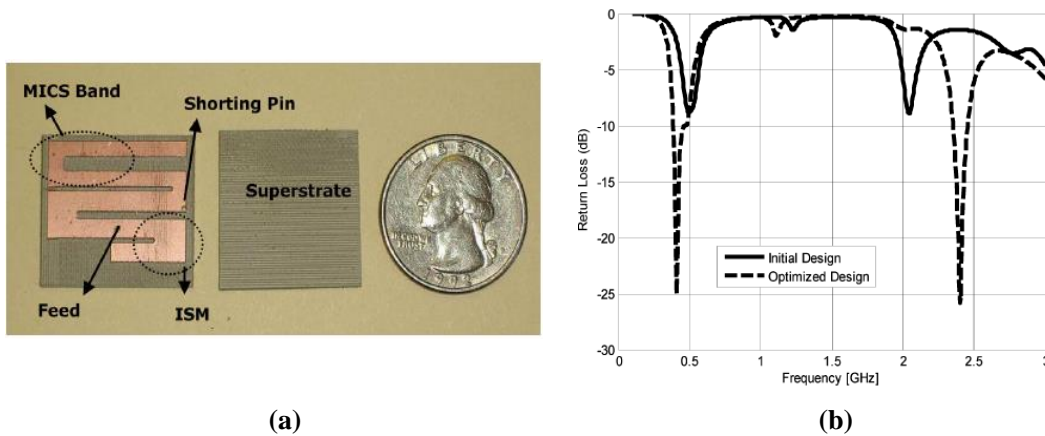 MICS Band
Shorting Pin
Superstrate
LIBERTY
Feed
ISM
(a)
0
-5
-10
-15
-20
-25
-30
Return Loss (dB)
Initial Design
Optimized Design
0
0.5
1
1.5
2
2.5
3
Frequency [GHz]
(b)